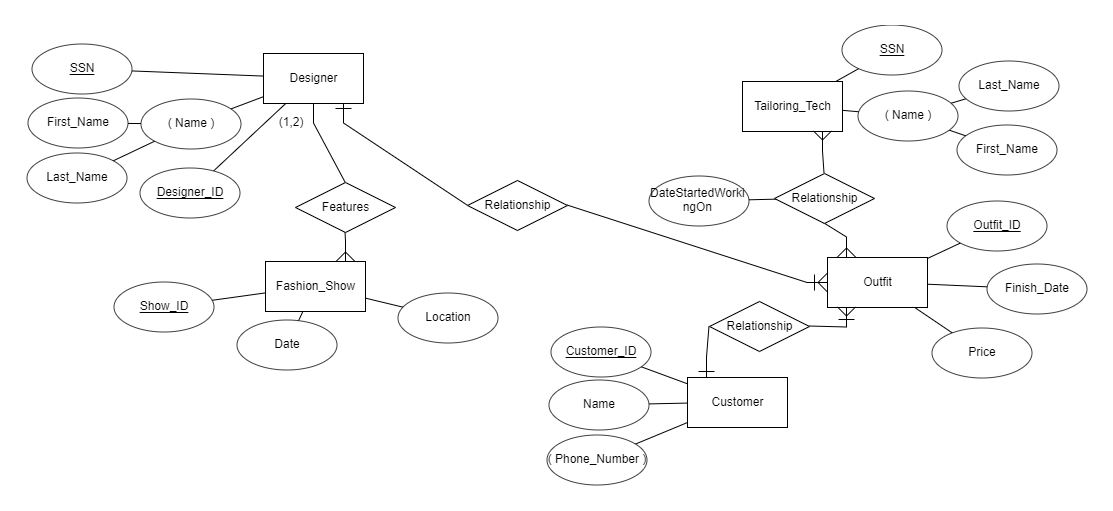 SSN
Designer
SSN
Last_Name
Tailoring_Tech
First_Name
( Name )
(1,2)
( Name )
First_Name
Last_Name
Designer_ID
DateStartedWorki
ngOn
Relationship
Relationship
Features
Outfit_ID
Fashion_Show
Outfit
Finish_Date
Show_ID
Location
Relationship
Date
Customer_ID
Price
Name
Customer
( Phone_Number )